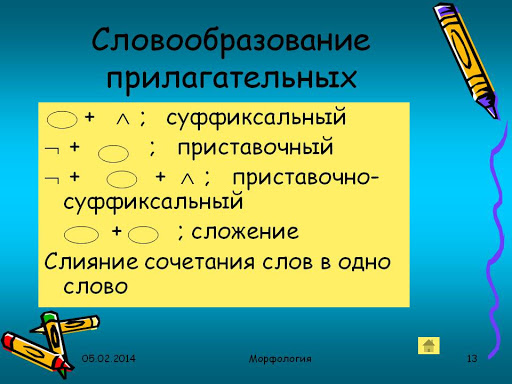 Словообразование
прилагательных
+ ^ ; суффиксальный
¬ + ; приставочный
¬ + + ^ ; приставочно-
суффиксальный
+ ; сложение
Слияние сочетания слов в одно
слово
05.02.2014 Морфология 13